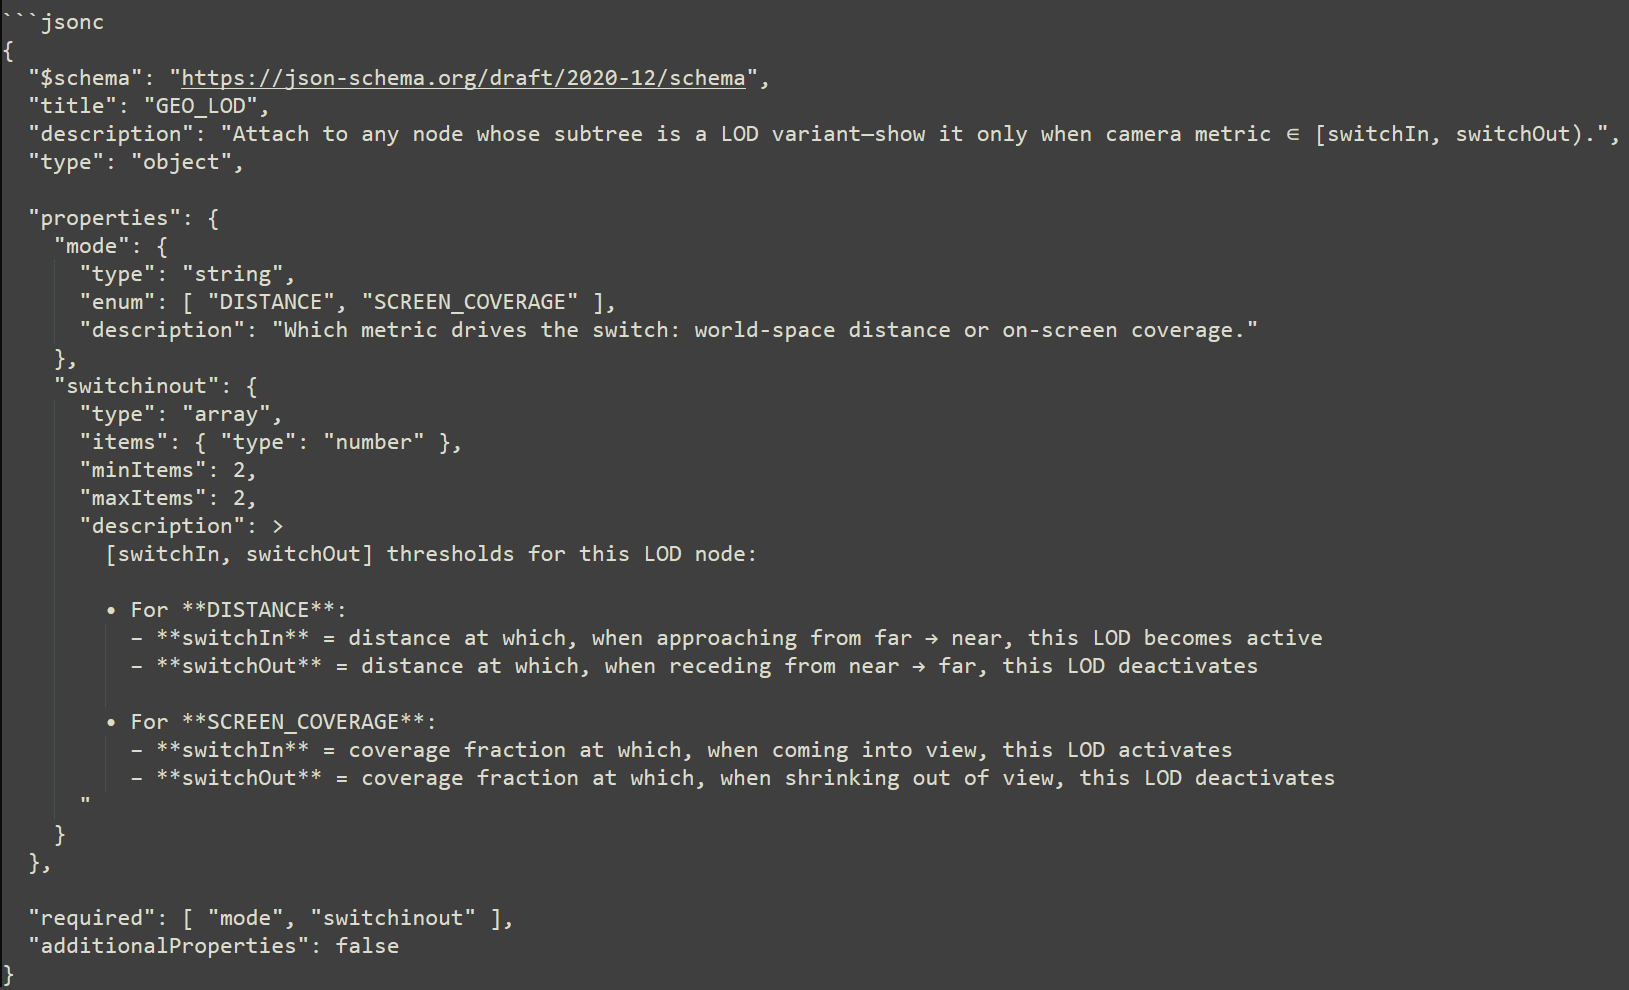 ```jsonc
{
  "$schema": "https://json-schema.org/draft/2020-12/schema",
  "title": "GEO_LOD",
  "description": "Attach to any node whose subtree is a LOD variant—show it only when camera metric ∈ [switchIn, switchOut).",
  "type": "object",

  "properties": {
    "mode": {
      "type": "string",
      "enum": [ "DISTANCE", "SCREEN_COVERAGE" ],
      "description": "Which metric drives the switch: world-space distance or on-screen coverage."
    },
    "switchinout": {
      "type": "array",
      "items": { "type": "number" },
      "minItems": 2,
      "maxItems": 2,
      "description": >
        [switchIn, switchOut] thresholds for this LOD node:

        • For **DISTANCE**:
          – **switchIn** = distance at which, when approaching from far → near, this LOD becomes active
          – **switchOut** = distance at which, when receding from near → far, this LOD deactivates

        • For **SCREEN_COVERAGE**:
          – **switchIn** = coverage fraction at which, when coming into view, this LOD activates
          – **switchOut** = coverage fraction at which, when shrinking out of view, this LOD deactivates
      "
    }
  },

  "required": [ "mode", "switchinout" ],
  "additionalProperties": false
}